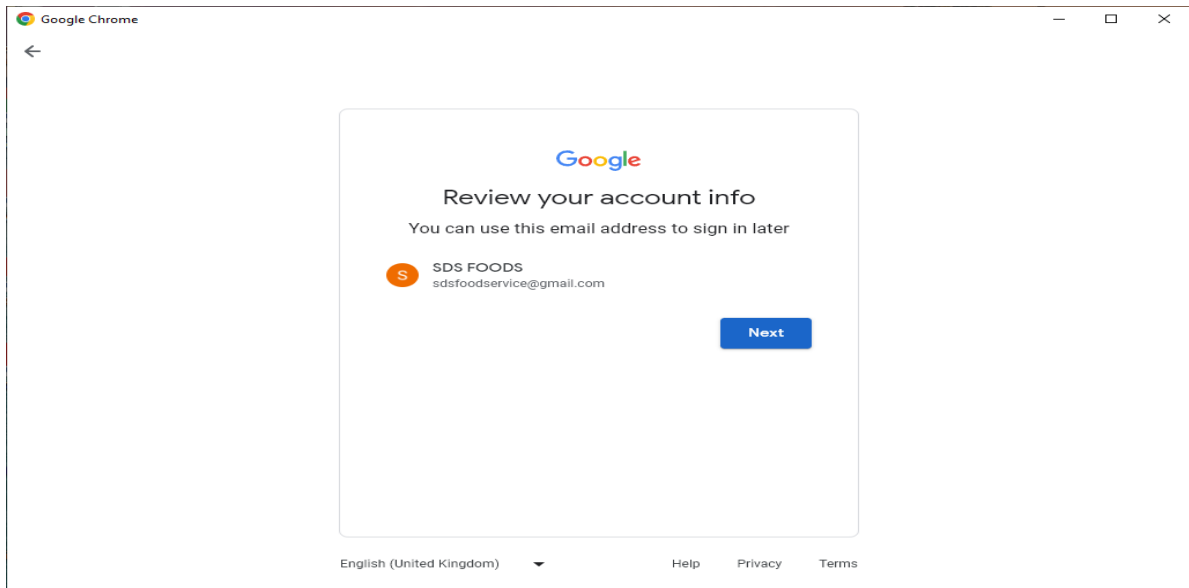 Google Chrome
Google
Review your account info
You can use this email address to sign in later
S
SDS FOODS
sdsfoodservice@gmail.com
Next
English (United Kingdom)
Help
Privacy
Terms